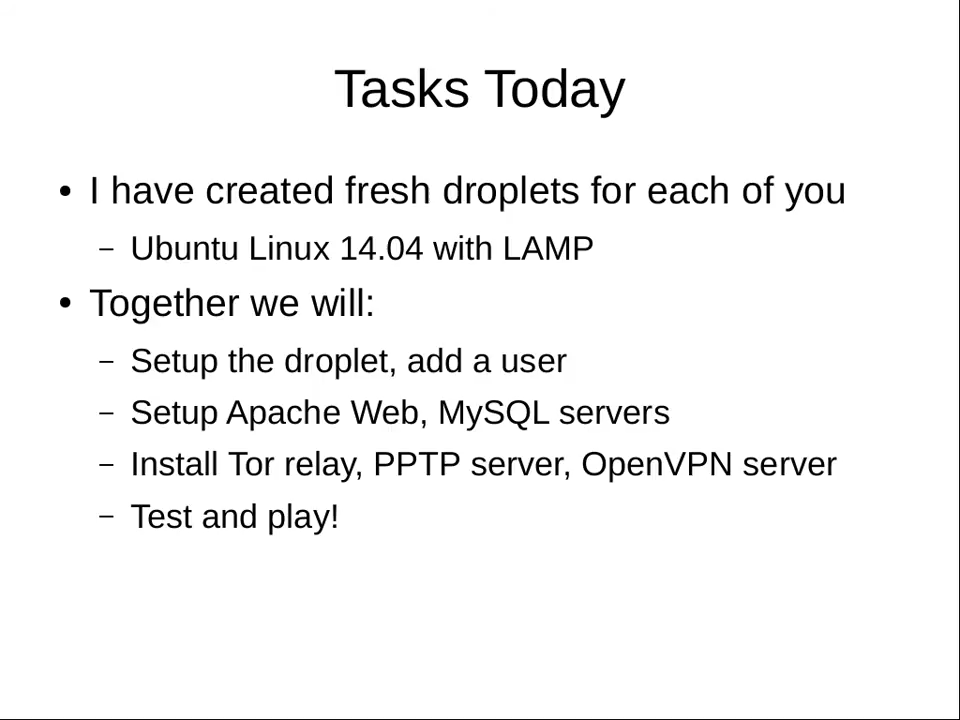 Tasks Today
• I have created fresh droplets for each of you
– Ubuntu Linux 14.04 with LAMP
• Together we will:
– Setup the droplet, add a user
– Setup Apache Web, MySQL servers
– Install Tor relay, PPTP server, OpenVPN server
– Test and play!